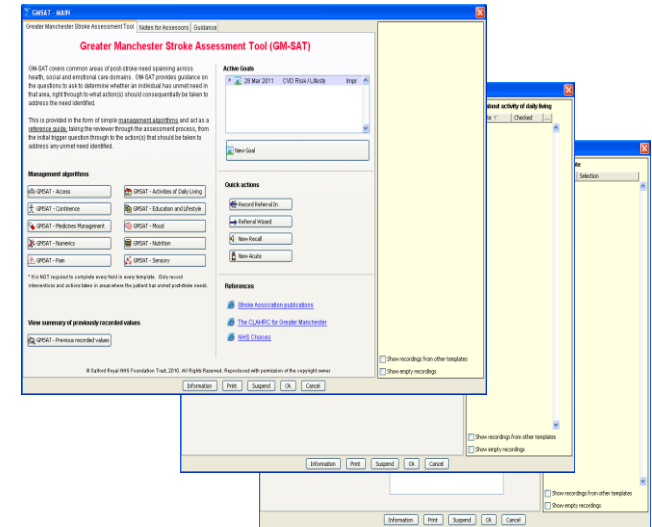 GMSAT - MAIN
Greater Manchester Stroke Assessment Tool Notes for Assessors Guidance
Greater Manchester Stroke Assessment Tool (GM-SAT)
GM-SAT covers common areas of post-stroke need spanning across
health, social and emotional care domains. GM-SAT provides guidance on
the questions to ask to determine whether an individual has unmet need in
that area, right through to what action(s) should consequentially be taken to
address the need identified.
This is provided in the form of simple management algorithms and act as a
reference guide, taking the reviewer through the assessment process, from
the initial trigger question through to the action(s) that should be taken to
address any unmet need identified.
Management algorithms
GMSAT - Access
GMSAT - Activities of Daily Living
GMSAT - Continence
GMSAT - Education and Lifestyle
GMSAT - Medicines Management
GMSAT - Mood
GMSAT - Numerics
GMSAT - Nutrition
GMSAT - Pain
GMSAT - Sensory
* It is NOT required to complete every field in every template. Only record
interventions and actions taken in areas where the patient has unmet post-stroke needs.
View summary of previously recorded values
GMSAT - Previous recorded values
Active Goals
28 Mar 2011 CVD Risk / Lifesty Impr
New Goal
Quick actions
Record Referral In
Referral Wizard
New Recall
New Acute
References
Stroke Association publications
The CLAHRC for Greater Manchester
NHS Choices
© Salford Royal NHS Foundation Trust, 2010. All Rights Reserved. Reproduced with permission of the copyright owner
Show recordings from other templates
Show empty recordings
Information Print Suspend Ok Cancel
about activity of daily living
Checked ...
Show recordings from other templates
Show empty recordings
Information Print Suspend Ok Cancel
Selection
Show recordings from other templates
Show empty recordings
Information Print Suspend Ok Cancel